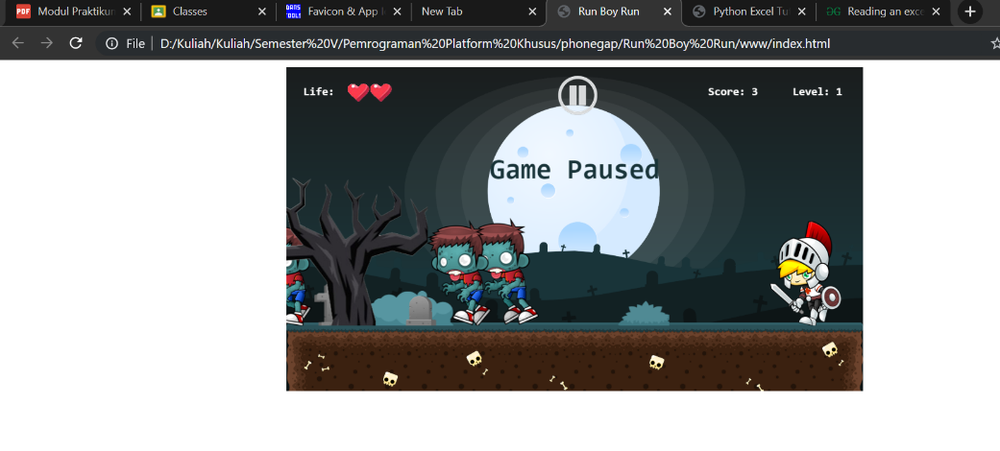 Modul Praktikun
Classes
Favicon & App I
New Tab
Run Boy Run
Python Excel Tu
Reading an exce
File
D:/Kuliah/Kuliah/Semester%20V/Pemrograman%20Platform%20Khusus/phonegap/Run%20Boy%20Run/www/index.html
Life:
Score: 3
Level: 1
Game Paused